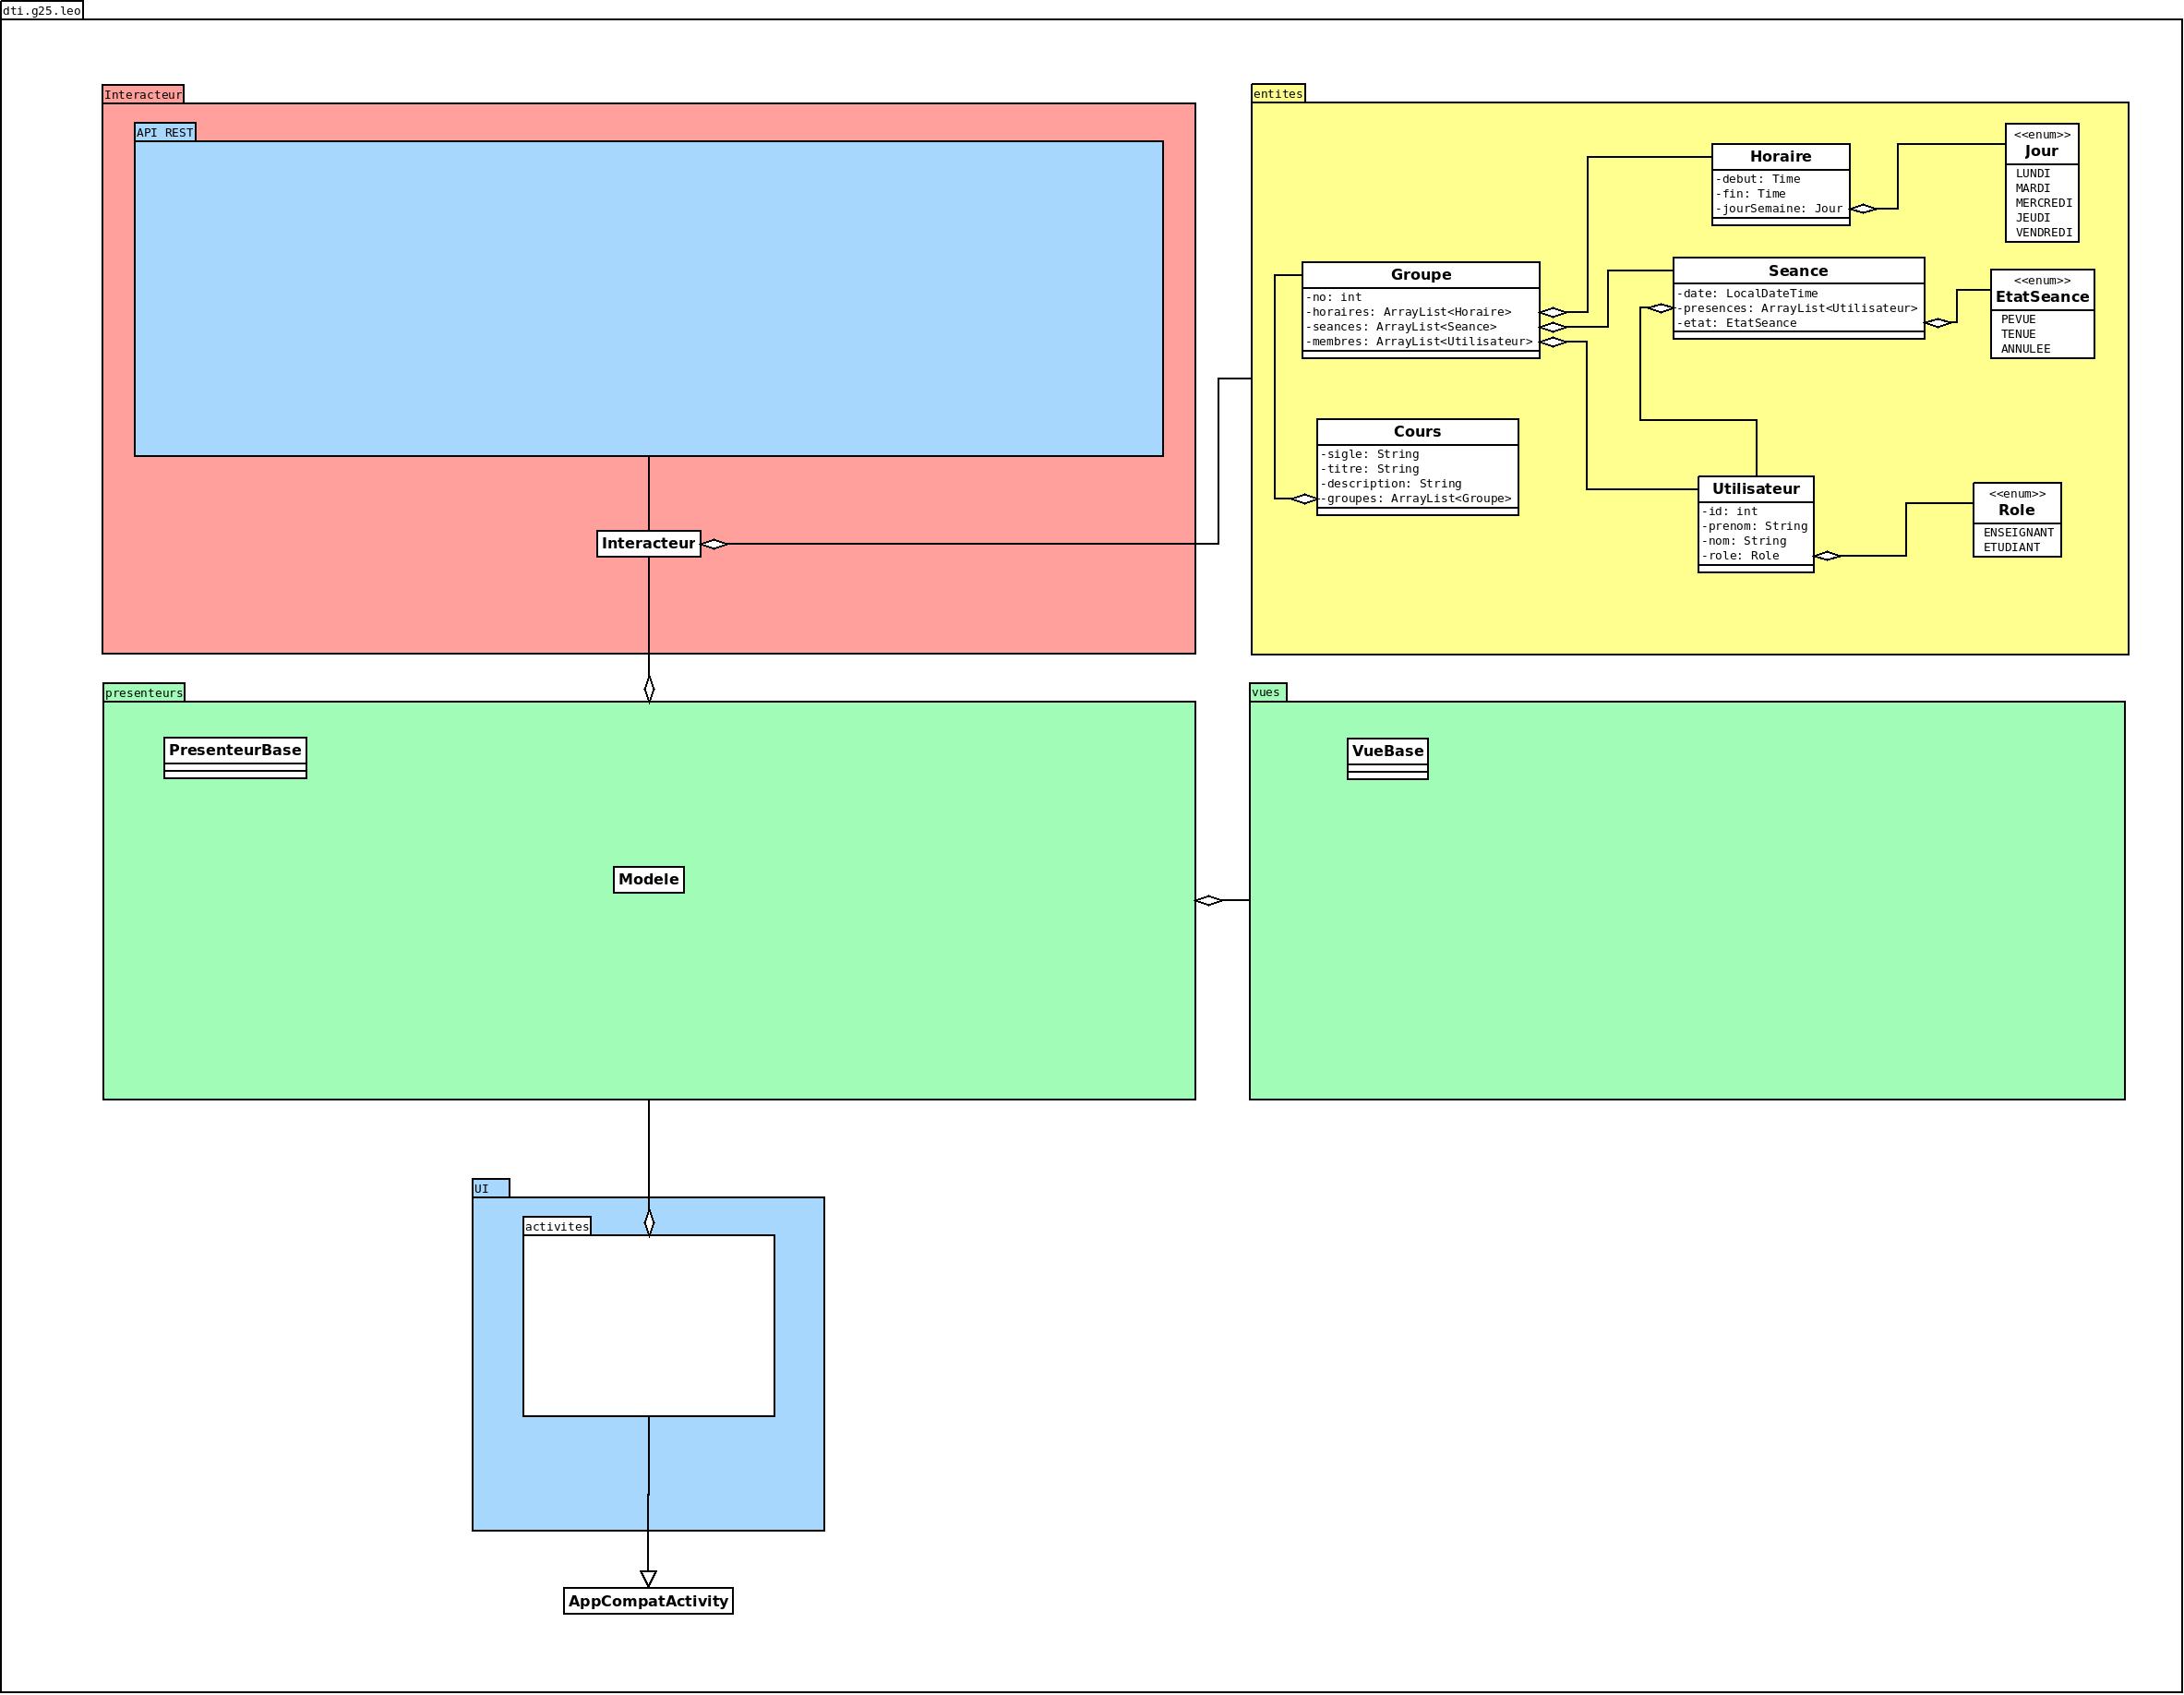 dti.g25.leo
Interacteur
API REST
Interacteur
entites
Horaire
-debut: Time
-fin: Time
-jourSemaine: Jour
<<enum>>
Jour
LUNDI
MARDI
MERCREDI
JEUDI
VENDREDI
Groupe
-no: int
-horaires: ArrayList<Horaire>
-seances: ArrayList<Seance>
-membres: ArrayList<Utilisateur>
Seance
-date: LocalDateTime
-presences: ArrayList<Utilisateur>
-etat: EtatSeance
<<enum>>
EtatSeance
PEVUE
TENUE
ANNULEE
Cours
-sigle: String
-titre: String
-description: String
-groupes: ArrayList<Groupe>
Utilisateur
-id: int
-prenom: String
-nom: String
-role: Role
<<enum>>
Role
ENSEIGNANT
ETUDIANT
presenteurs
PresenteurBase
Modele
vues
VueBase
UI
activites
AppCompatActivity